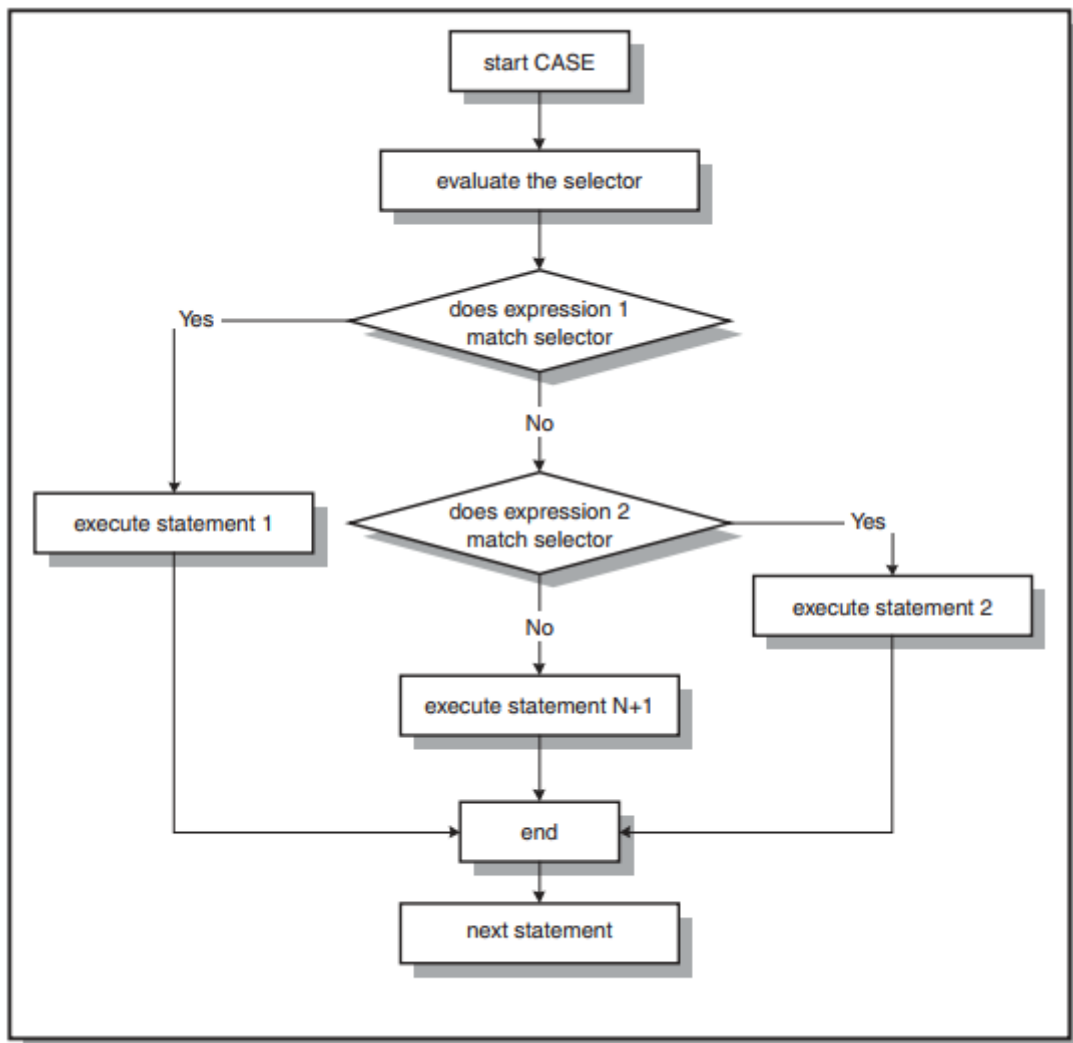 start CASE
evaluate the selector
does expression 1
match selector
Yes
No
execute statement 1
does expression 2
match selector
Yes
execute statement 2
No
execute statement N+1
end
next statement